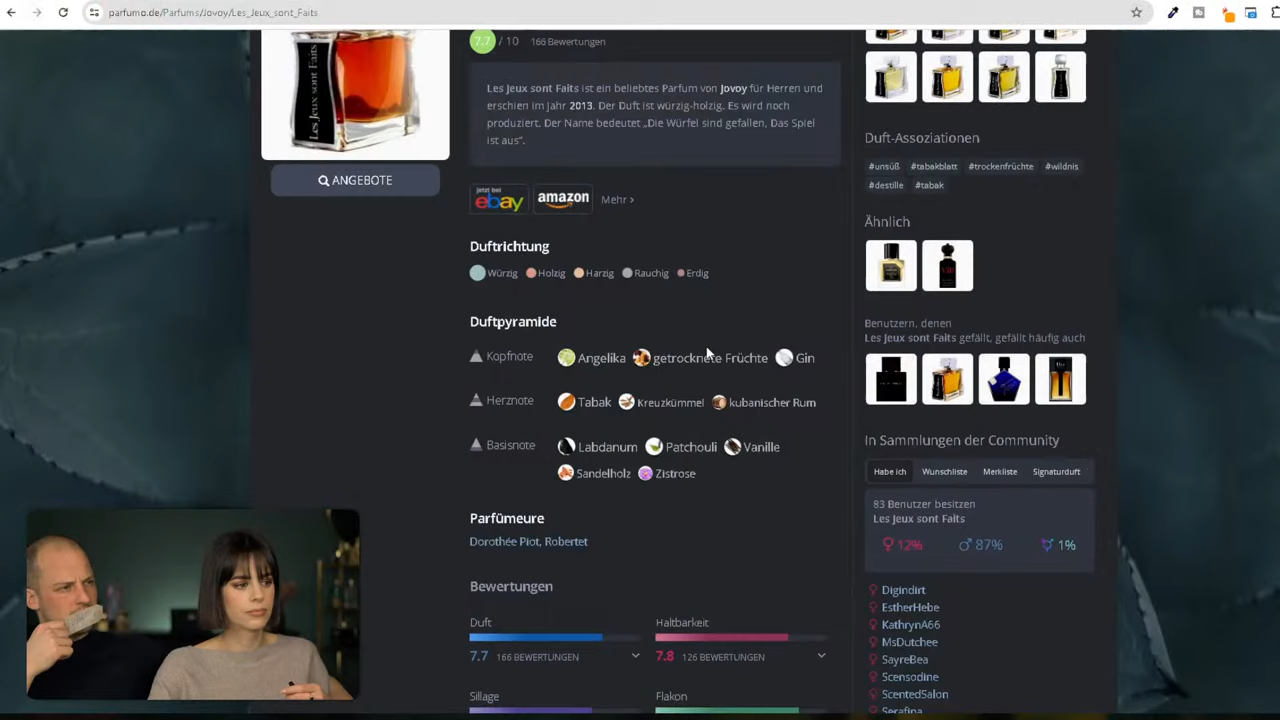 parfumo.de/Parfums/Jovoy/Les_Jeux_sont_Faits
Les Jeux sont Faits
ANGEBOTE
7.7 / 10 166 Bewertungen
Les Jeux sont Faits ist ein beliebtes Parfum von Jovoy für Herren und
erschien im Jahr 2013. Der Duft ist würzig-holzig. Es wird noch
produziert. Der Name bedeutet „Die Würfel sind gefallen, Das Spiel
ist aus“.
jetzt bei
ebay
amazon
Mehr >
Duftrichtung
Würzig Holzig Harzig Rauchig Erdig
Duftpyramide
Kopfnote Angelika getrocknete Früchte Gin
Herznote Tabak Kreuzkümmel kubanischer Rum
Basisnote Labdanum Patchouli Vanille
Sandelholz Zistrose
Parfümeure
Dorothée Piot, Robertet
Bewertungen
Duft Haltbarkeit
7.7 166 BEWERTUNGEN 7.8 126 BEWERTUNGEN
Sillage Flakon
Duft-Assoziationen
#unsüß #tabakblatt #trockenfrüchte #wildnis
#destille #tabak
Ähnlich
Benutzern, denen
Les Jeux sont Faits gefällt, gefällt häufig auch
In Sammlungen der Community
Habe ich Wunschliste Merkliste Signaturduft
83 Benutzer besitzen
Les Jeux sont Faits
12% 87% 1%
Digindirt
EstherHebe
KathrynA66
MsDutchee
SayreBea
Scensodine
ScentedSalon
Serafina